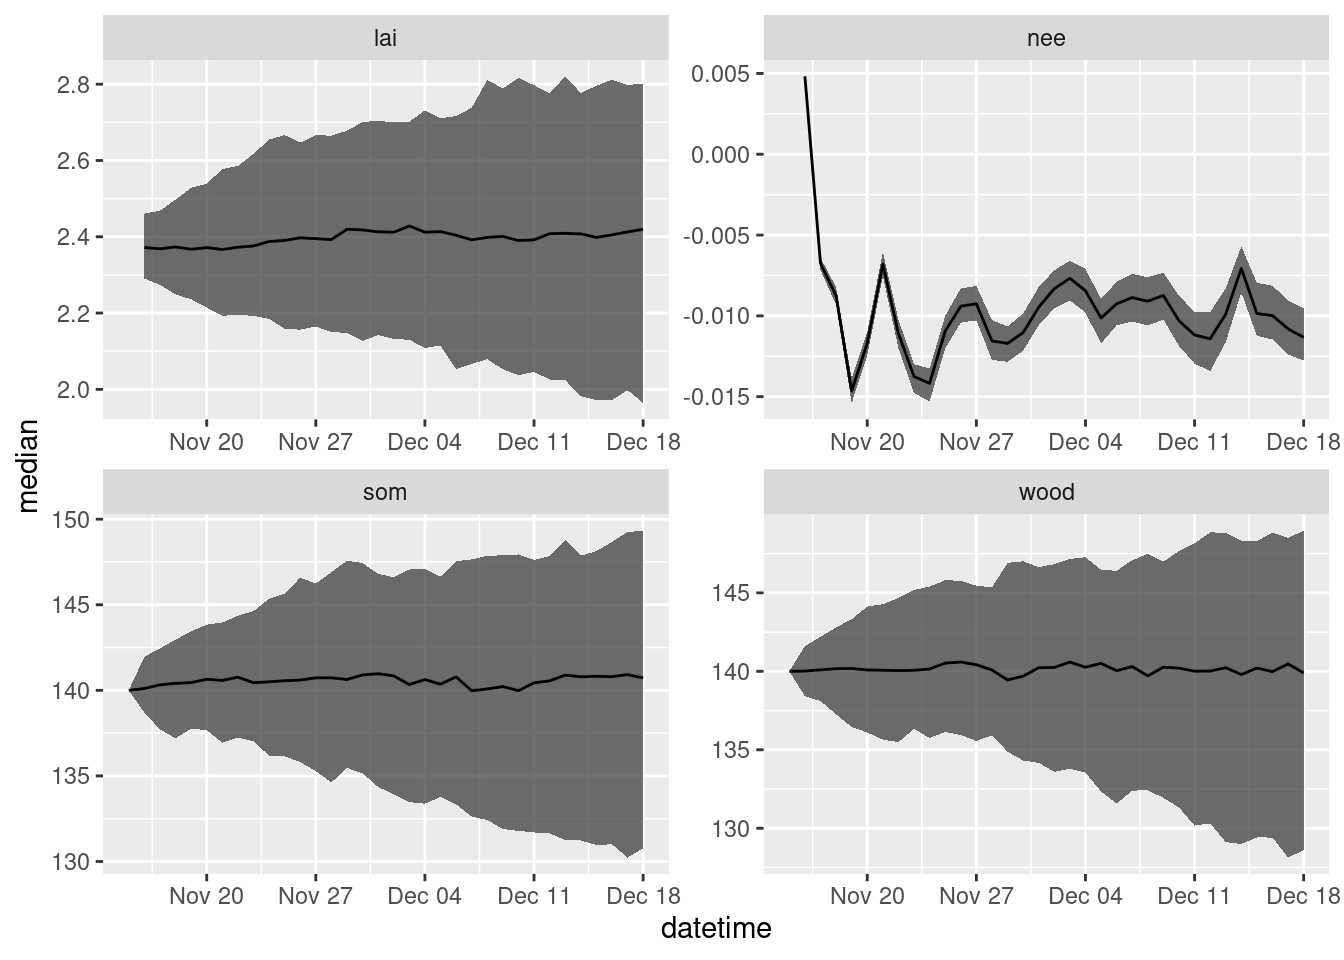 lai
nee
2.8
2.6
2.4
2.2
2.0
0.005
0.000
-0.005
-0.010
-0.015
Nov 20 Nov 27 Dec 04 Dec 11 Dec 18
Nov 20 Nov 27 Dec 04 Dec 11 Dec 18
median
som
wood
150
145
140
135
130
145
140
135
130
Nov 20 Nov 27 Dec 04 Dec 11 Dec 18
Nov 20 Nov 27 Dec 04 Dec 11 Dec 18
datetime